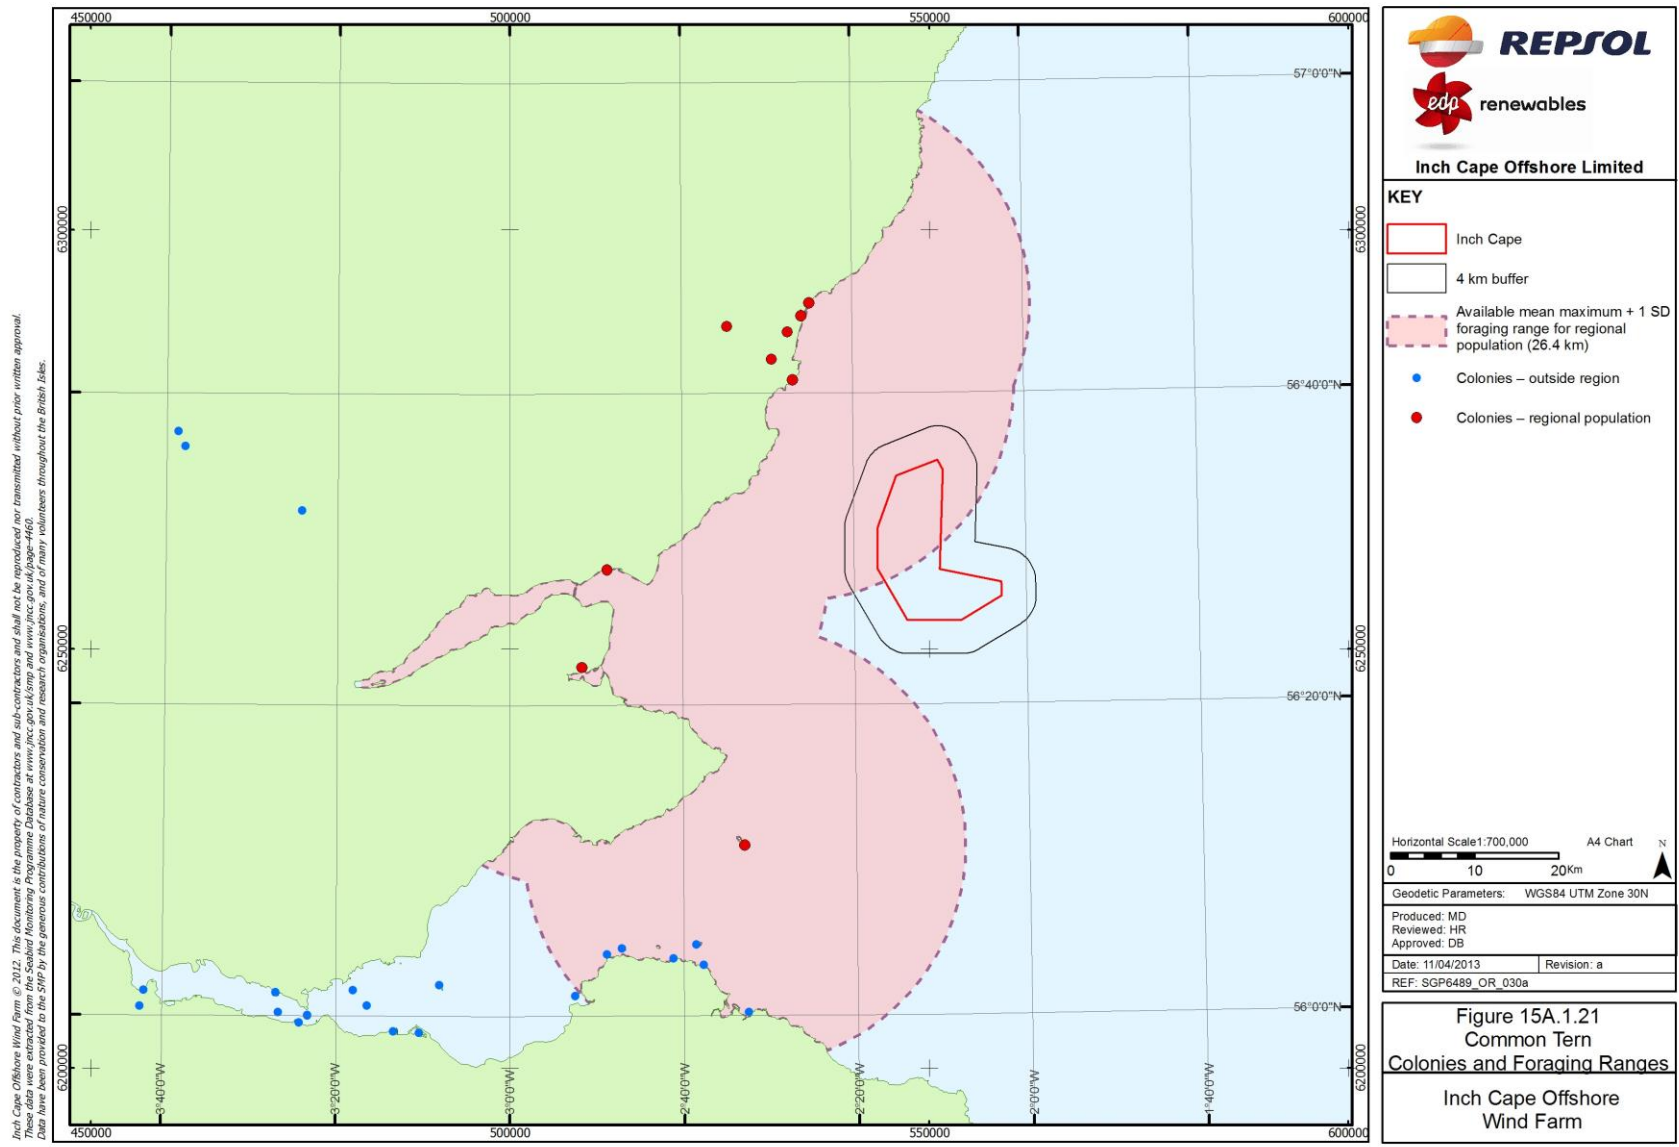 450000
500000
550000
600000
57°0'0"N
6300000
6300000
56°40'0"N
6250000
6250000
56°20'0"N
56°0'0"N
6200000
6200000
3°40'0"W
3°20'0"W
3°0'0"W
2°40'0"W
2°20'0"W
2°0'0"W
1°40'0"W
450000
500000
550000
600000
Inch Cape Offshore Wind Farm © 2012. This document is the property of contractors and sub-contractors and shall not be reproduced nor transmitted without prior written approval.
These data were extracted from the Seabird Monitoring Programme Database at www.jncc.gov.uk/smp and www.jncc.gov.uk/page-4460.
Data have been provided to the SMP by the generous contributions of nature conservation and research organisations, and of many volunteers throughout the British Isles.
REPSOL
edp renewables
Inch Cape Offshore Limited
KEY
Inch Cape
4 km buffer
Available mean maximum + 1 SD
foraging range for regional
population (26.4 km)
Colonies – outside region
Colonies – regional population
Horizontal Scale1:700,000 A4 Chart N
0 10 20Km
Geodetic Parameters: WGS84 UTM Zone 30N
Produced: MD
Reviewed: HR
Approved: DB
Date: 11/04/2013 Revision: a
REF: SGP6489_OR_030a
Figure 15A.1.21
Common Tern
Colonies and Foraging Ranges
Inch Cape Offshore
Wind Farm